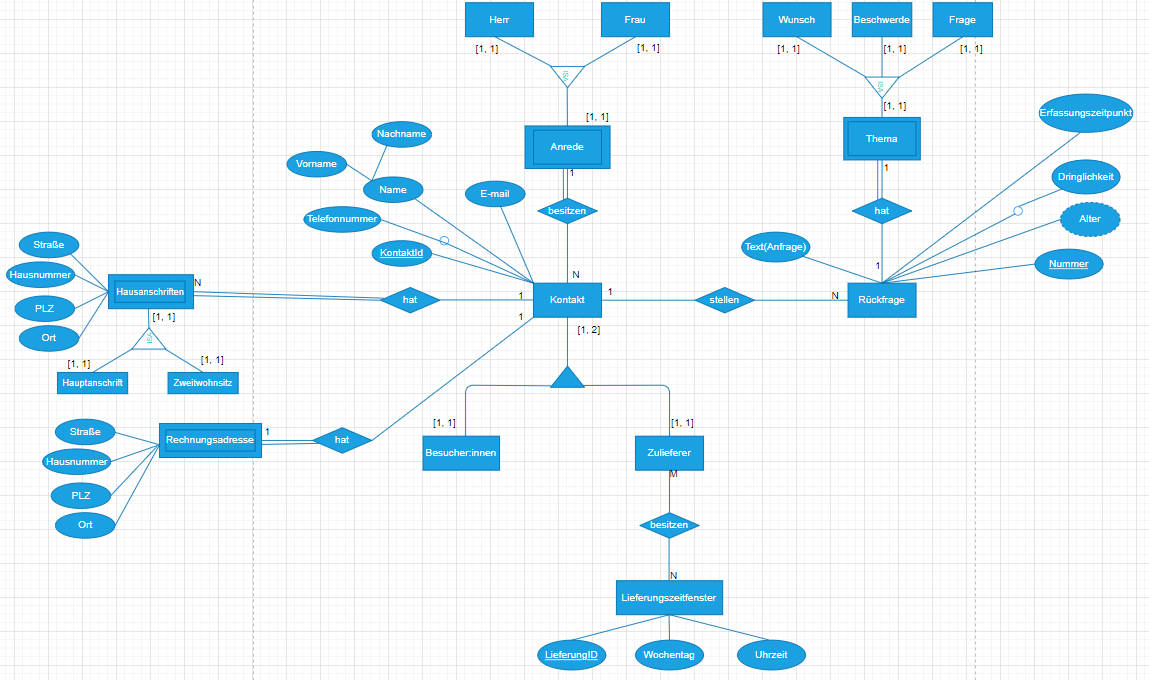 Herr
Frau
Wunsch
Beschwerde
Frage
[1, 1]
[1, 1]
[1, 1]
[1, 1]
[1, 1]
ISA
ISA
[1, 1]
[1, 1]
Erfassungszeitpunkt
Nachname
Anrede
Thema
Vorname
1
1
Dringlichkeit
Name
E-mail
besitzen
hat
Alter
Telefonnummer
Straße
KontaktId
Text(Anfrage)
Nummer
Hausnummer
N
1
N
Hausanschriften
hat
1
Kontakt
1
stellen
N
Rückfrage
PLZ
[1, 1]
1
Ort
ISA
[1, 2]
[1, 1]
[1, 1]
Hauptanschrift
Zweitwohnsitz
Straße
1
[1, 1]
[1, 1]
Rechnungsadresse
hat
Hausnummer
Besucher:innen
Zulieferer
M
PLZ
Ort
besitzen
N
Lieferungszeitfenster
LieferungID
Wochentag
Uhrzeit